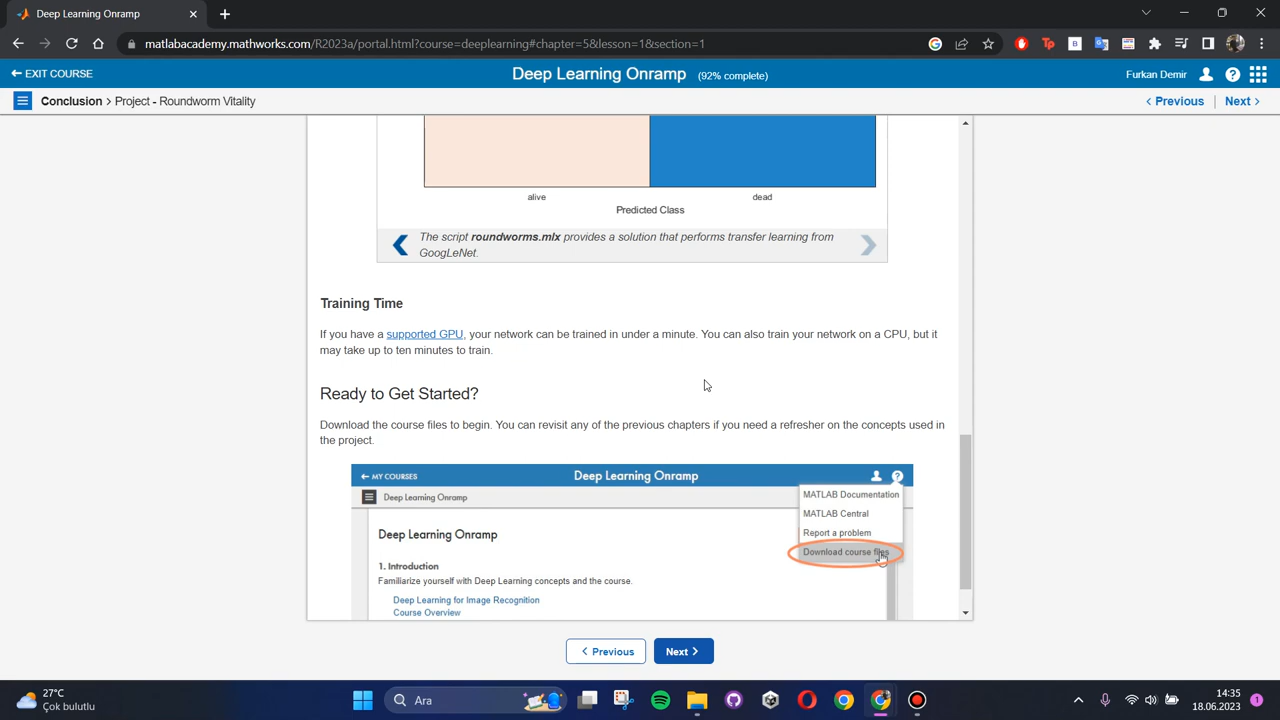 Deep Learning Onramp
matlabacademy.mathworks.com/R2023a/portal.html?course=deeplearning#chapter=5&lesson=1&section=1
EXIT COURSE
Deep Learning Onramp (92% complete)
Furkan Demir
Conclusion > Project - Roundworm Vitality
Previous
Next
alive
dead
Predicted Class
The script roundworms.mlx provides a solution that performs transfer learning from
GoogLeNet.
Training Time
If you have a supported GPU, your network can be trained in under a minute. You can also train your network on a CPU, but it
may take up to ten minutes to train.
Ready to Get Started?
Download the course files to begin. You can revisit any of the previous chapters if you need a refresher on the concepts used in
the project.
MY COURSES
Deep Learning Onramp
Deep Learning Onramp
MATLAB Documentation
MATLAB Central
Report a problem
Download course files
Deep Learning Onramp
1. Introduction
Familiarize yourself with Deep Learning concepts and the course.
Deep Learning for Image Recognition
Course Overview
Previous
Next
27°C
Çok bulutlu
Ara
14:35
18.06.2023
1